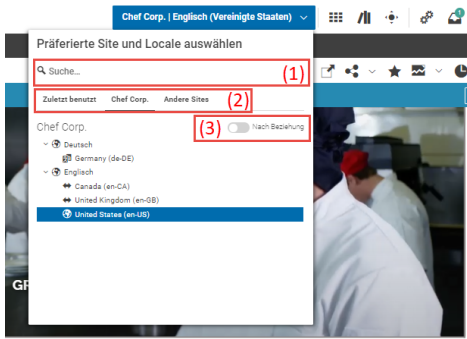 Chef Corp. | Englisch (Vereinigte Staaten)
Präferierte Site und Locale auswählen
Suche... (1)
Zuletzt benutzt Chef Corp. Andere Sites (2)
Chef Corp. (3) Nach Beziehung
Deutsch
Germany (de-DE)
Englisch
Canada (en-CA)
United Kingdom (en-GB)
United States (en-US)
GF